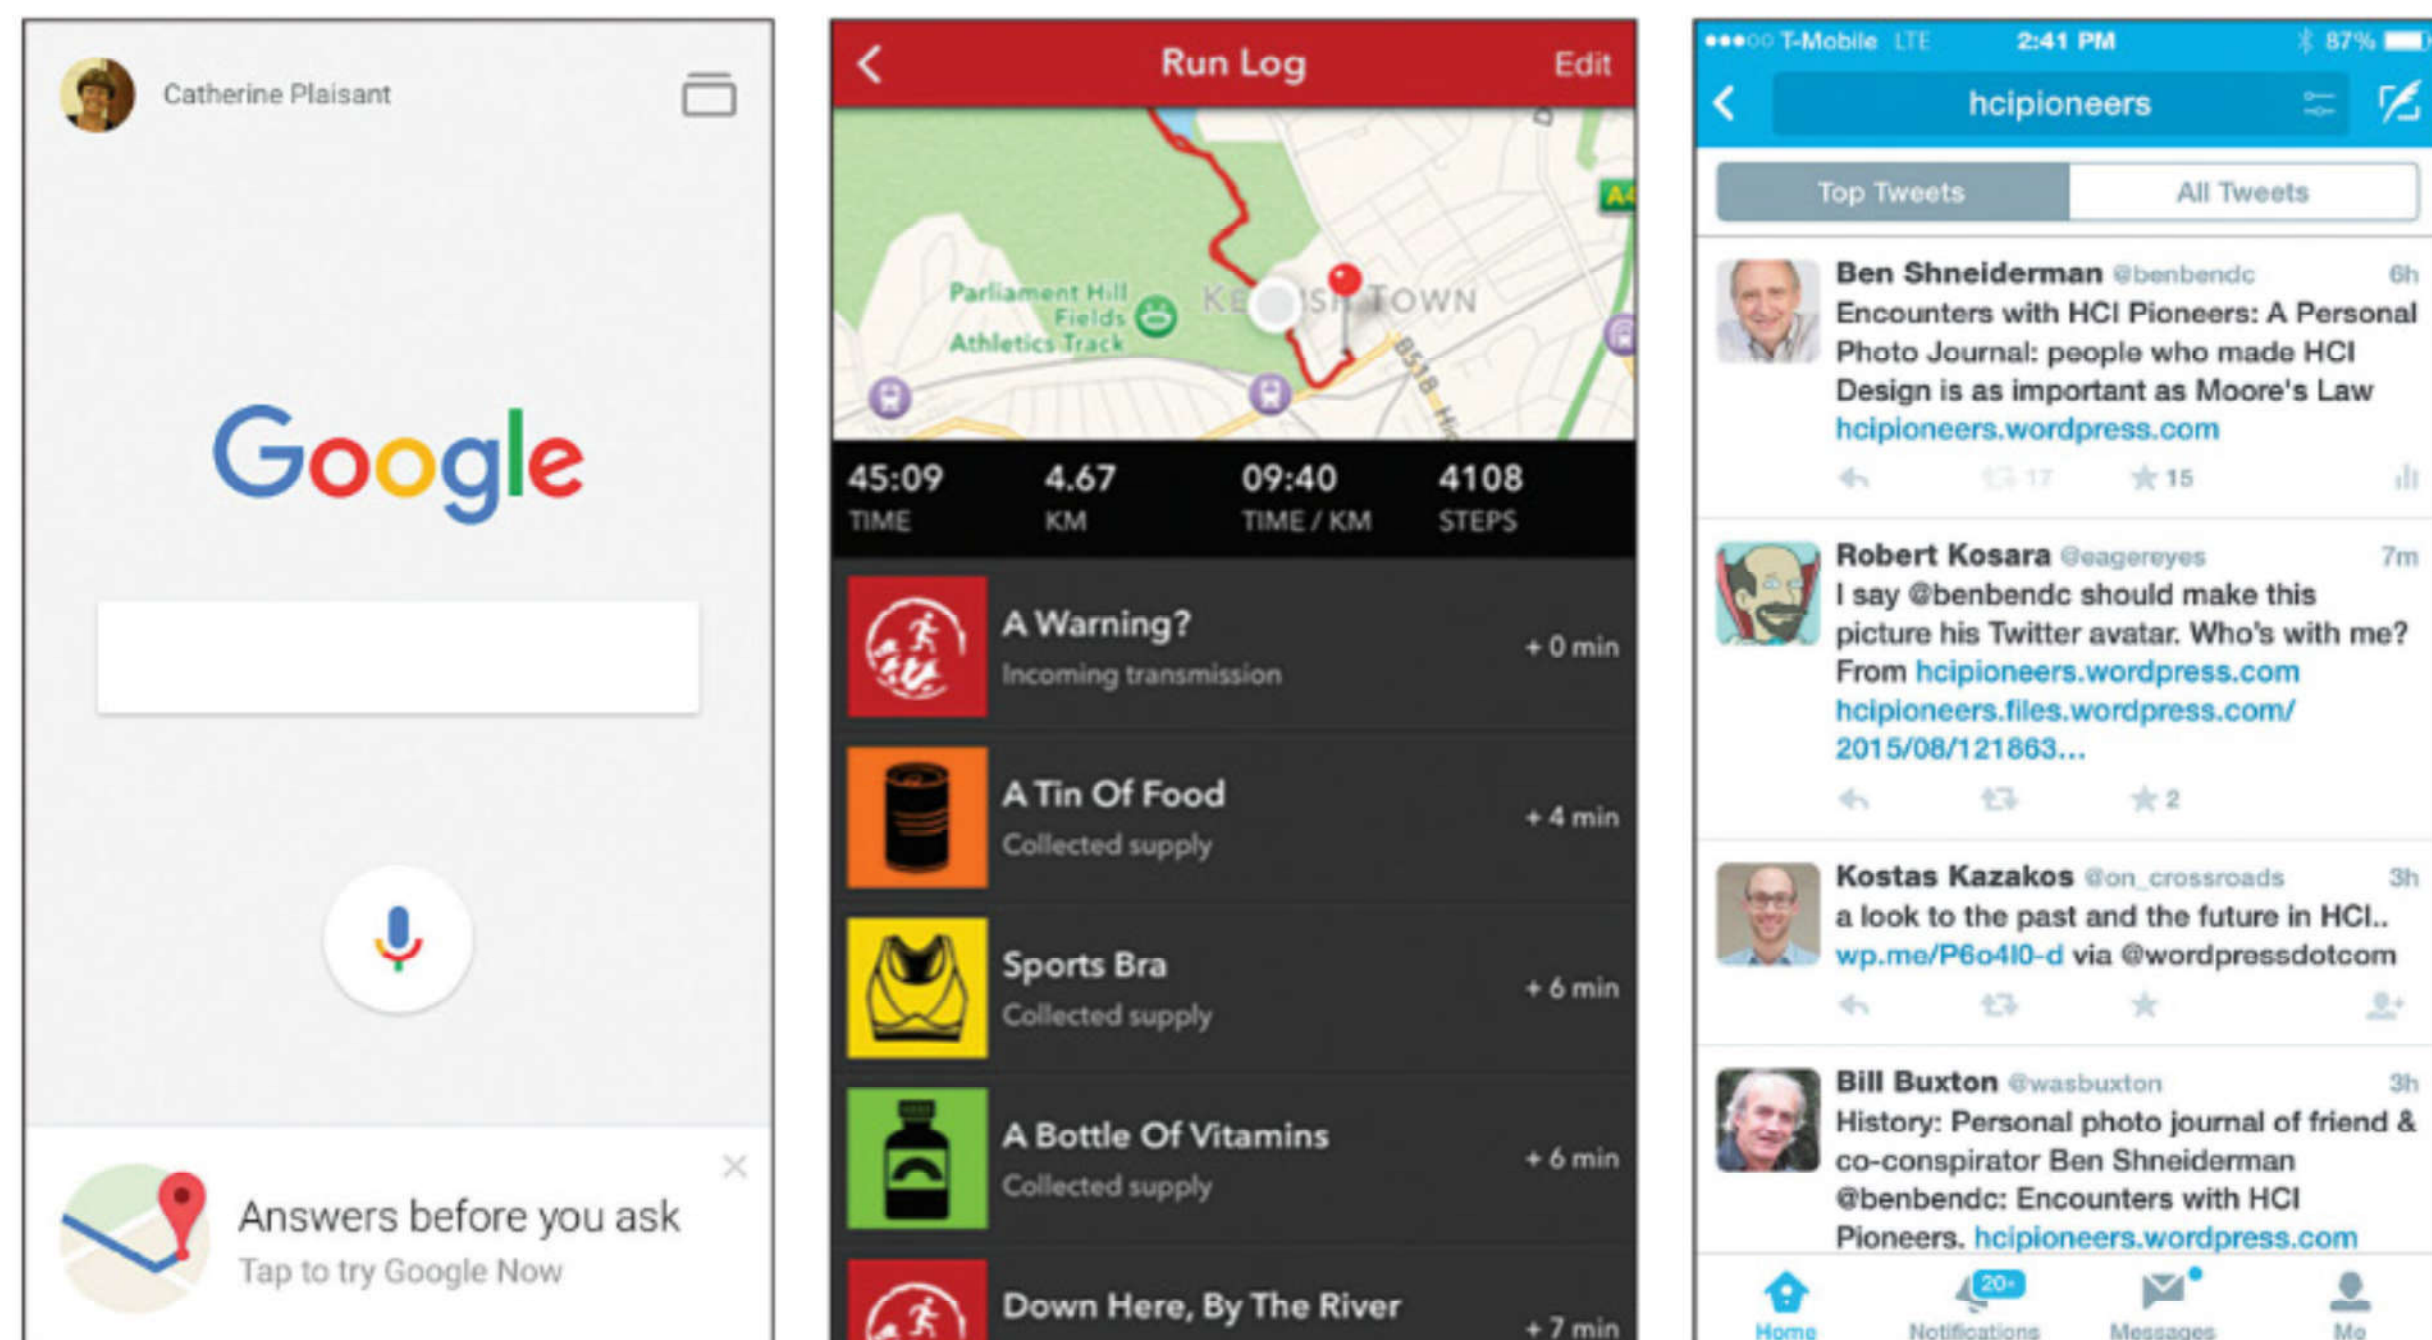 Catherine Plaisant
Google
Answers before you ask
Tap to try Google Now
Run Log
Edit
Parliament Hill
Fields
Athletics Track
TOWN
B518
45:09
4.67
09:40
4108
TIME
KM
TIME / KM
STEPS
A Warning?
Incoming transmission
+ 0 min
A Tin Of Food
Collected supply
+ 4 min
Sports Bra
Collected supply
+ 6 min
A Bottle Of Vitamins
Collected supply
+ 6 min
Down Here, By The River
+ 7 min
T-Mobile LTE
2:41 PM
87%
hcipioneers
Top Tweets
All Tweets
Ben Shneiderman @benbendc 6h
Encounters with HCI Pioneers: A Personal
Photo Journal: people who made HCI
Design is as important as Moore's Law
hcipioneers.wordpress.com
17
15
Robert Kosara @eagereyes 7m
I say @benbendc should make this
picture his Twitter avatar. Who's with me?
From hcipioneers.wordpress.com
hcipioneers.files.wordpress.com/
2015/08/121863...
2
Kostas Kazakos @on_crossroads 3h
a look to the past and the future in HCI..
wp.me/P6o4I0-d via @wordpressdotcom
Bill Buxton @wasbuxton 3h
History: Personal photo journal of friend &
co-conspirator Ben Shneiderman
@benbendc: Encounters with HCI
Pioneers. hcipioneers.wordpress.com
20+
Home
Notifications
Messages
Me